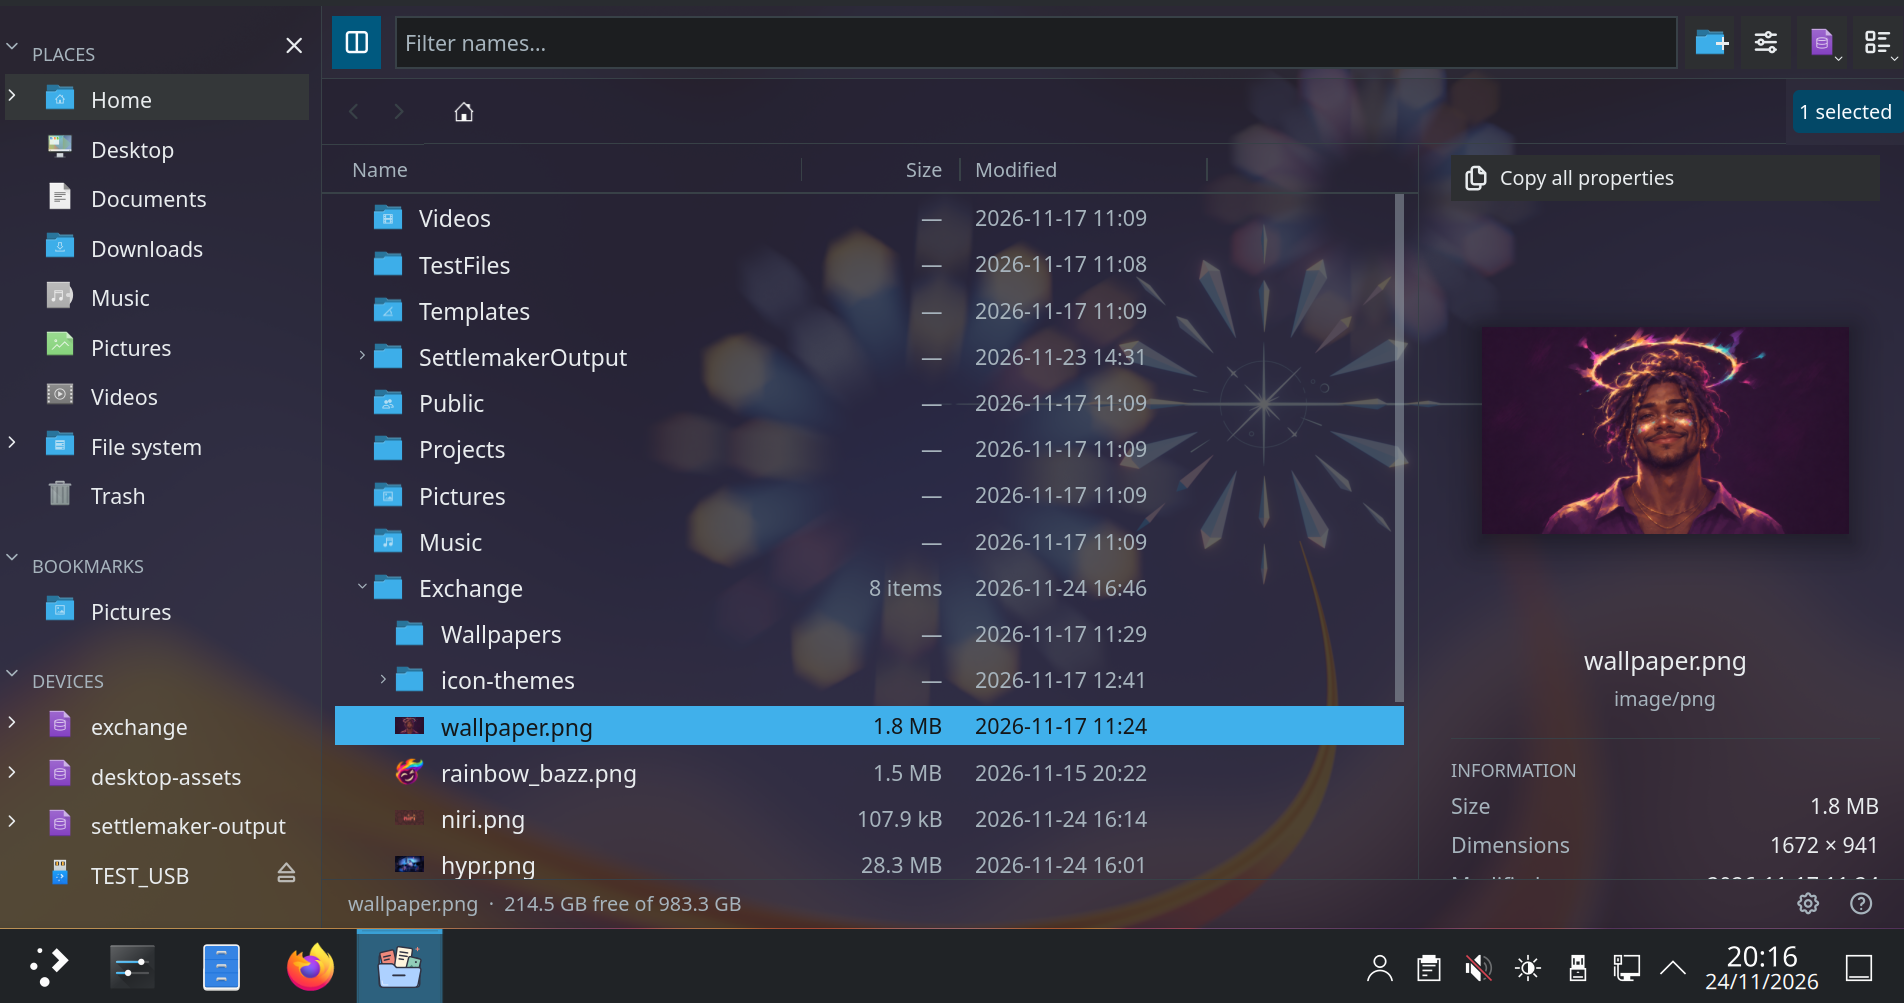 Filter names...
PLACES
Home
Desktop
Documents
Downloads
Music
Pictures
Videos
File system
Trash
BOOKMARKS
Pictures
DEVICES
exchange
desktop-assets
settlemaker-output
TEST_USB
1 selected
Name Size Modified
Videos — 2026-11-17 11:09
TestFiles — 2026-11-17 11:08
Templates — 2026-11-17 11:09
SettlemakerOutput — 2026-11-23 14:31
Public — 2026-11-17 11:09
Projects — 2026-11-17 11:09
Pictures — 2026-11-17 11:09
Music — 2026-11-17 11:09
Exchange 8 items 2026-11-24 16:46
Wallpapers — 2026-11-17 11:29
icon-themes — 2026-11-17 12:41
wallpaper.png 1.8 MB 2026-11-17 11:24
rainbow_bazz.png 1.5 MB 2026-11-15 20:22
niri.png 107.9 kB 2026-11-24 16:14
hypr.png 28.3 MB 2026-11-24 16:01
Copy all properties
wallpaper.png
image/png
INFORMATION
Size 1.8 MB
Dimensions 1672 × 941
wallpaper.png · 214.5 GB free of 983.3 GB
20:16
24/11/2026